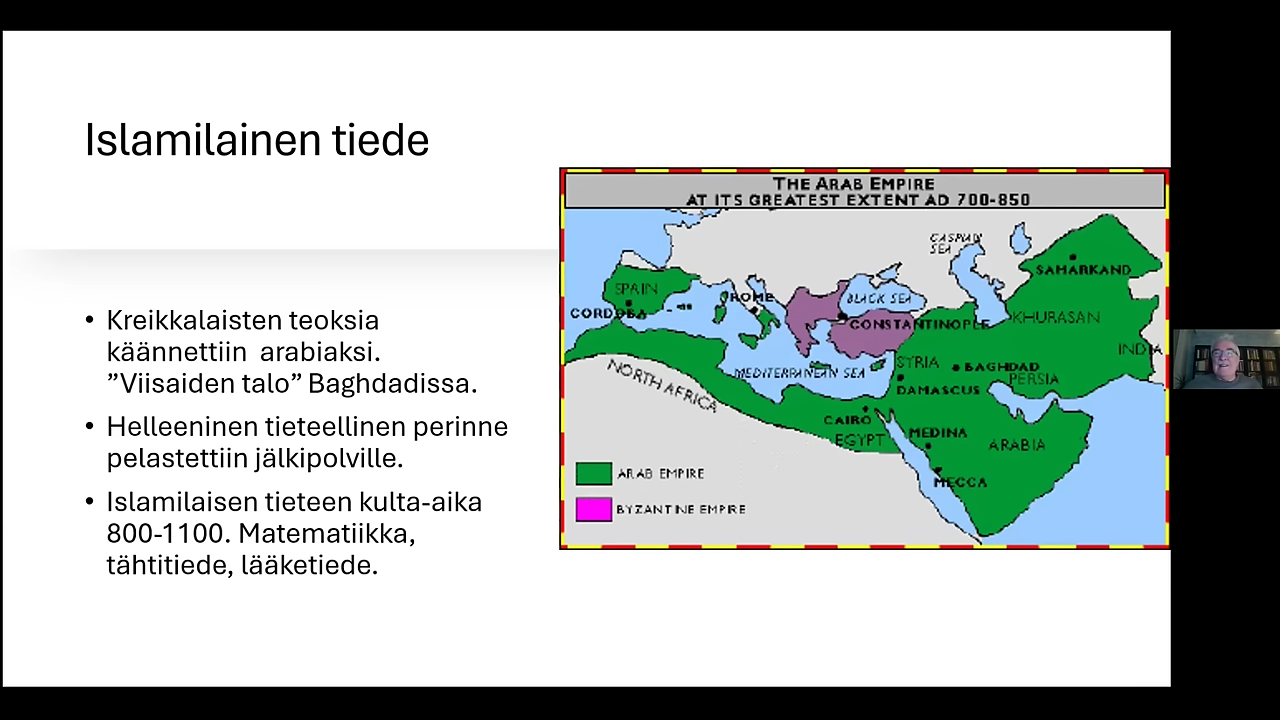 Islamilainen tiede
• Kreikkalaisten teoksia
käännettiin arabiaksi.
”Viisaiden talo” Baghdadissa.
• Helleeninen tieteellinen perinne
pelastettiin jälkipolville.
• Islamilaisen tieteen kulta-aika
800-1100. Matematiikka,
tähtitiede, lääketiede.
THE ARAB EMPIRE
AT ITS GREATEST EXTENT AD 700-850
CASPIAN
SEA
SAMARKAND
SPAIN
ROME
BLACK SEA
CORDOBA
CONSTANTINOPLE
KHURASAN
INDIA
SYRIA
BAGHDAD
MEDITERRANEAN SEA
PERSIA
NORTH AFRICA
DAMASCUS
CAIRO
EGYPT
MEDINA
ARABIA
MECCA
ARAB EMPIRE
BYZANTINE EMPIRE